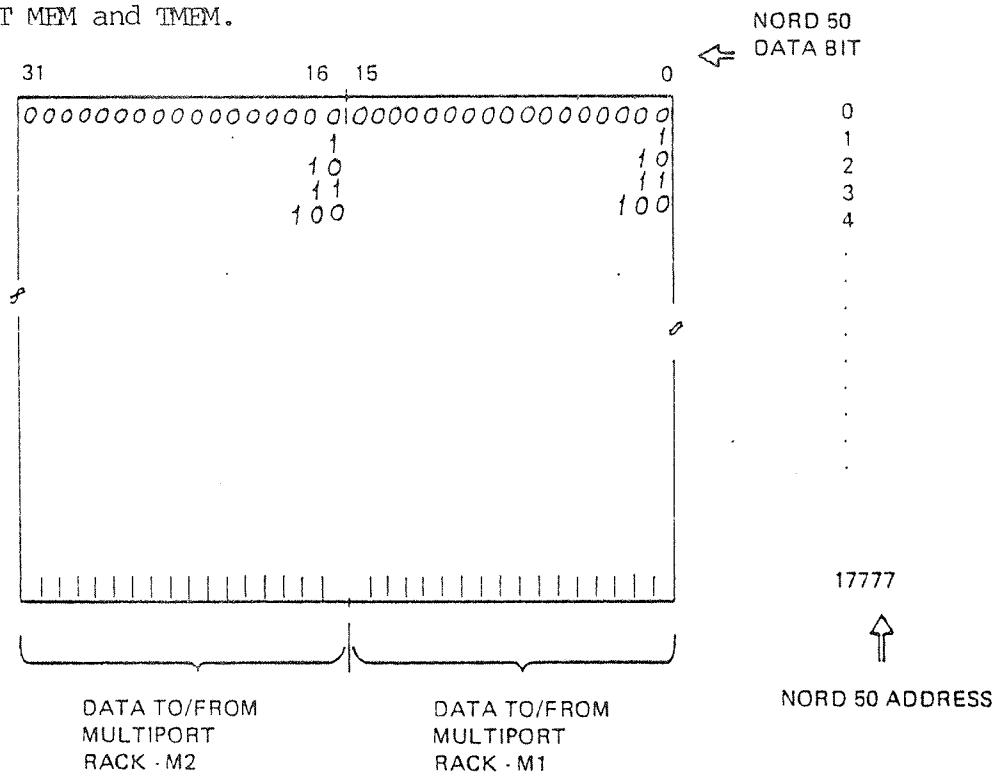 T MEM and TMEM.
NORD 50
DATA BIT
31 16 15 0
00000000000000000 00000000000000000 0
1 1 1
10 10 2
11 11 3
100 100 4
17777
NORD 50 ADDRESS
DATA TO/FROM
MULTIPORT
RACK - M2
DATA TO/FROM
MULTIPORT
RACK - M1